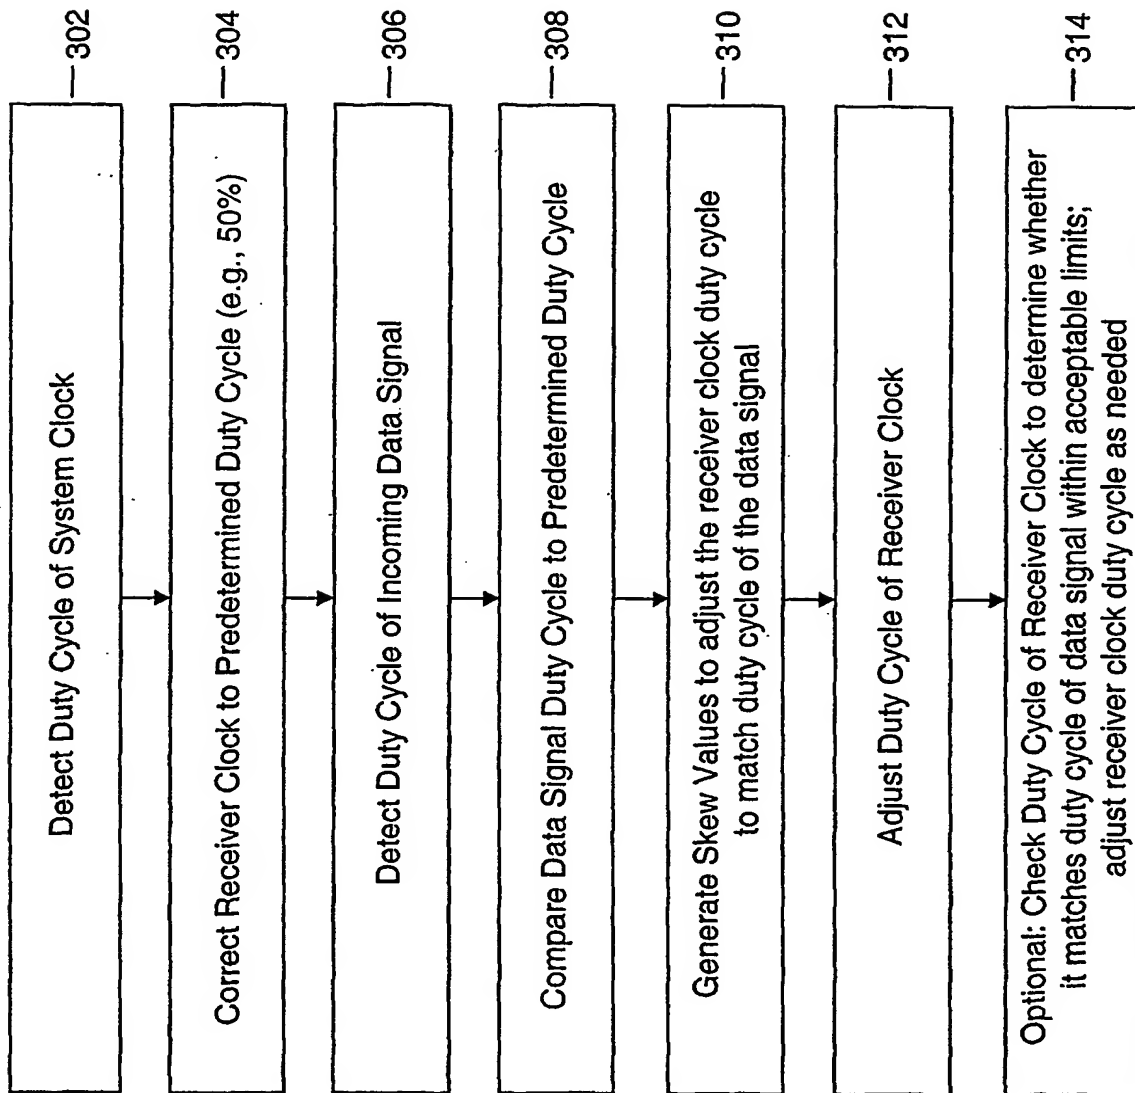 Detect Duty Cycle of System Clock
302
Correct Receiver Clock to Predetermined Duty Cycle (e.g., 50%)
304
Detect Duty Cycle of Incoming Data Signal
306
Compare Data Signal Duty Cycle to Predetermined Duty Cycle
308
Generate Skew Values to adjust the receiver clock duty cycle
to match duty cycle of the data signal
310
Adjust Duty Cycle of Receiver Clock
312
Optional: Check Duty Cycle of Receiver Clock to determine whether
it matches duty cycle of data signal within acceptable limits;
adjust receiver clock duty cycle as needed
314